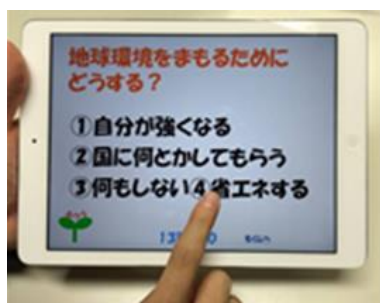 地球環境をまもるために
どうする?
①自分が強くなる
②国に何とかしてもらう
③何もしない④省エネする